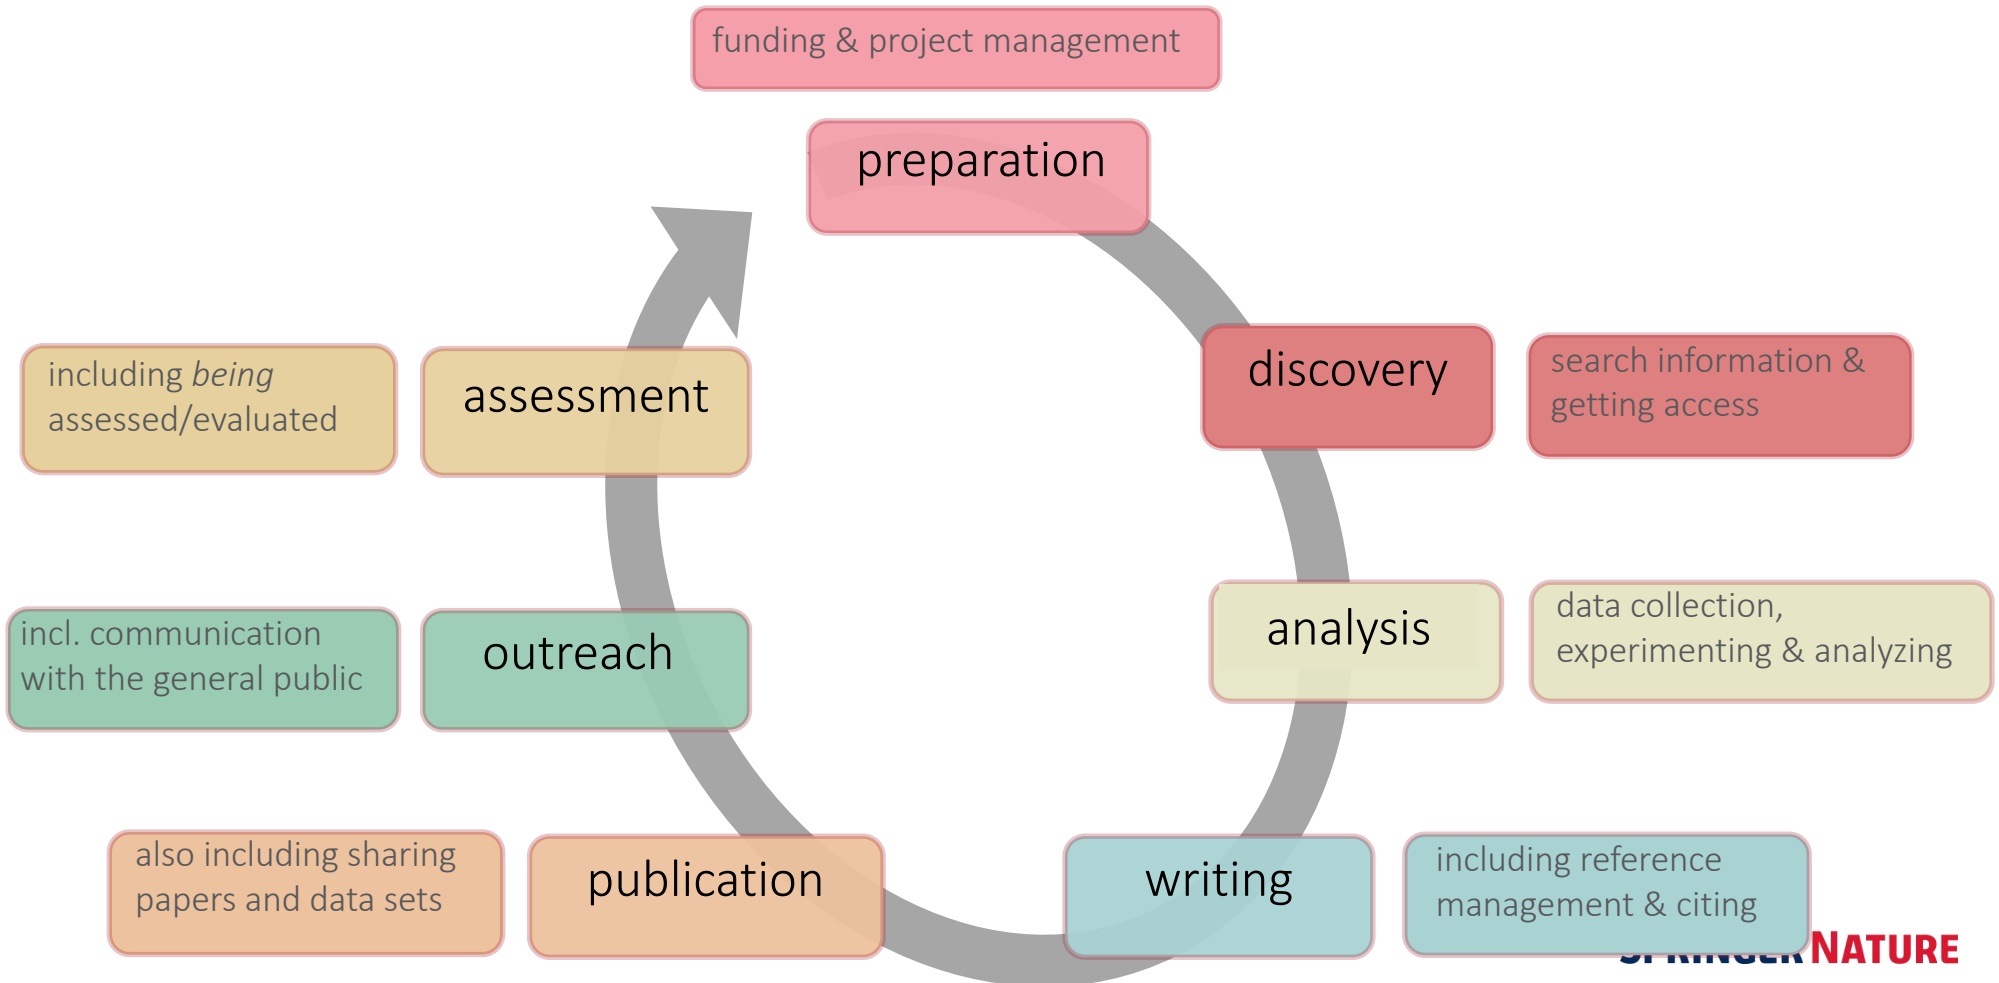 funding & project management
preparation
discovery
search information &
getting access
analysis
data collection,
experimenting & analyzing
writing
including reference
management & citing
publication
also including sharing
papers and data sets
outreach
incl. communication
with the general public
assessment
including being
assessed/evaluated
SPRINGER NATURE